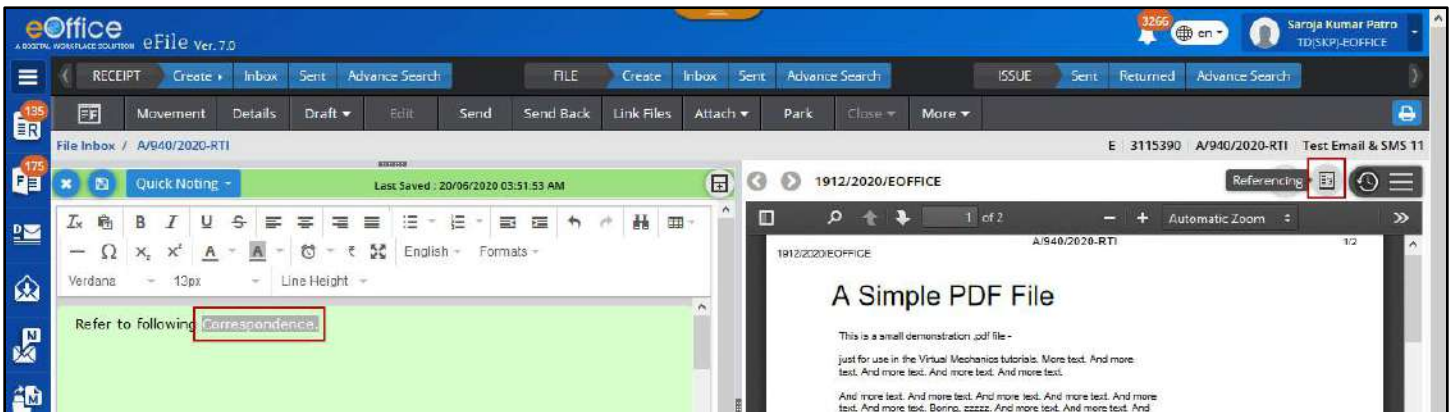 eOffice
A DIGITAL WORKPLACE SOLUTION eFile Ver. 7.0
3266 en Saroja Kumar Patro
TD(SKP)-EOFFICE
RECEIPT Create Inbox Sent Advance Search FILE Create Inbox Sent Advance Search ISSUE Sent Returned Advance Search
135 R Movement Details Draft Edit Send Send Back Link Files Attach Park Close More
File Inbox / A/940/2020-RTI E 3115390 A/940/2020-RTI Test Email & SMS 11
175 F Quick Noting Last Saved : 20/06/2020 03:51:53 AM 1912/2020/EOFFICE Referencing
B I U S 1 of 2 Automatic Zoom
Ω X₂ X² A A ₹ English Formats
Verdana 13px Line Height
1912/2020/EOFFICE A/940/2020-RTI 1/2
A Simple PDF File
Refer to following Correspondence.
This is a small demonstration .pdf file -
just for use in the Virtual Mechanics tutorials. More text. And more
text. And more text. And more text. And more text.
And more text. And more text. And more text. And more text. And more
text. And more text. Boring, zzzzz. And more text. And more text. And